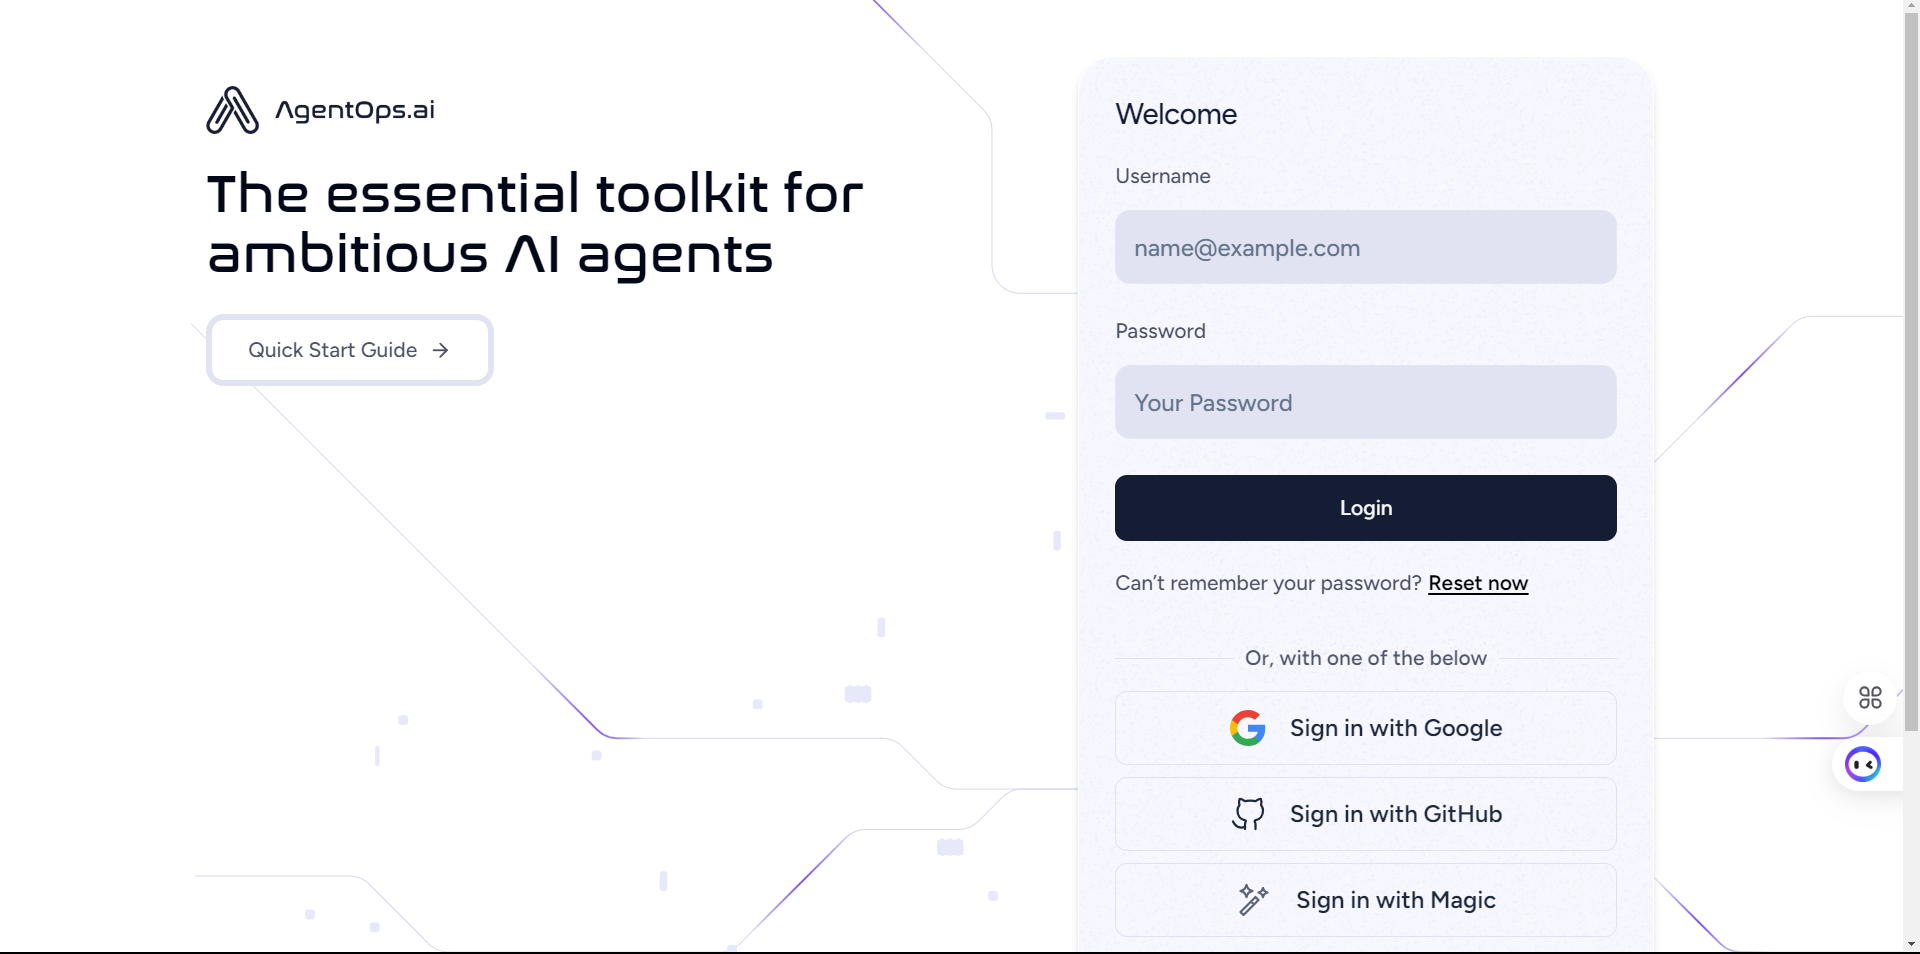 AgentOps.ai
The essential toolkit for
ambitious AI agents
Quick Start Guide
Welcome
Username
name@example.com
Password
Your Password
Login
Can’t remember your password? Reset now
Or, with one of the below
Sign in with Google
Sign in with GitHub
Sign in with Magic